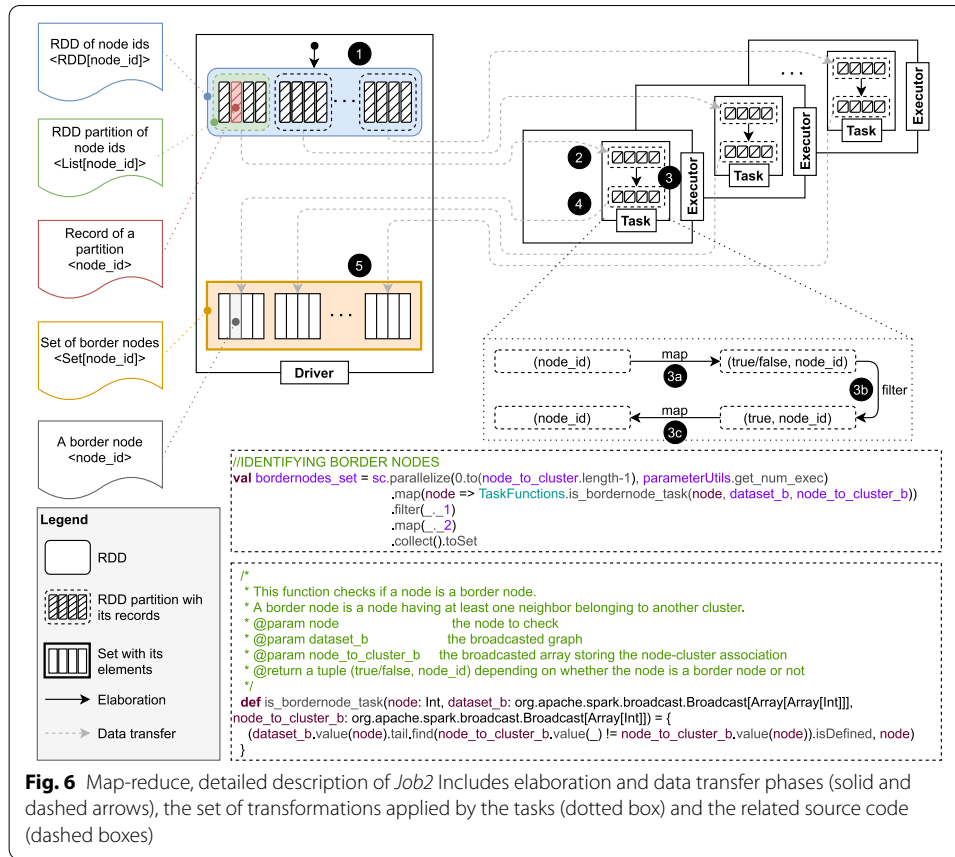 RDD of node ids
<RDD[node_id]>
RDD partition of
node ids
<List[node_id]>
Record of a
partition
<node_id>
Set of border nodes
<Set[node_id]>
A border node
<node_id>
1
. . .
5
. . .
Driver
2
3
4
Task
Executor
Task
Executor
. . .
Task
Executor
(node_id)
map
3a
(true/false, node_id)
3b
filter
(node_id)
map
3c
(true, node_id)
Legend
RDD
RDD partition wih
its records
Set with its
elements
Elaboration
Data transfer
//IDENTIFYING BORDER NODES
val bordernodes_set = sc.parallelize(0.to(node_to_cluster.length-1), parameterUtils.get_num_exec)
.map(node => TaskFunctions.is_bordernode_task(node, dataset_b, node_to_cluster_b))
.filter(_._1)
.map(_._2)
.collect().toSet
/*
* This function checks if a node is a border node.
* A border node is a node having at least one neighbor belonging to another cluster.
* @param node the node to check
* @param dataset_b the broadcasted graph
* @param node_to_cluster_b the broadcasted array storing the node-cluster association
* @return a tuple (true/false, node_id) depending on whether the node is a border node or not
*/
def is_bordernode_task(node: Int, dataset_b: org.apache.spark.broadcast.Broadcast[Array[Array[Int]]],
node_to_cluster_b: org.apache.spark.broadcast.Broadcast[Array[Int]]) = {
(dataset_b.value(node).tail.find(node_to_cluster_b.value(_) != node_to_cluster_b.value(node)).isDefined, node)
}
Fig. 6 Map-reduce, detailed description of Job2 Includes elaboration and data transfer phases (solid and
dashed arrows), the set of transformations applied by the tasks (dotted box) and the related source code
(dashed boxes)